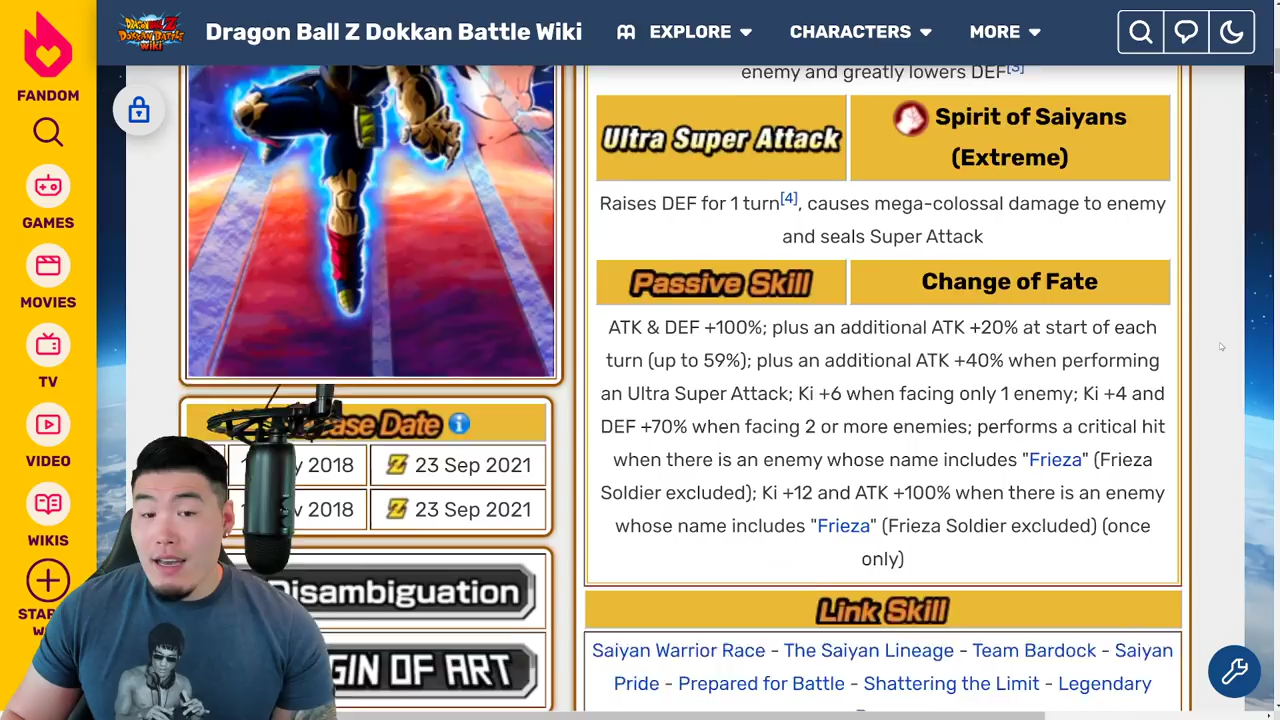 FANDOM
GAMES
MOVIES
TV
VIDEO
WIKIS
DRAGON BALL Z DOKKAN BATTLE WIKI
Dragon Ball Z Dokkan Battle Wiki
EXPLORE
CHARACTERS
MORE
enemy and greatly lowers DEF[3]
Ultra Super Attack
Spirit of Saiyans
(Extreme)
Raises DEF for 1 turn[4], causes mega-colossal damage to enemy
and seals Super Attack
Passive Skill
Change of Fate
ATK & DEF +100%; plus an additional ATK +20% at start of each
turn (up to 59%); plus an additional ATK +40% when performing
an Ultra Super Attack; Ki +6 when facing only 1 enemy; Ki +4 and
DEF +70% when facing 2 or more enemies; performs a critical hit
when there is an enemy whose name includes "Frieza" (Frieza
Soldier excluded); Ki +12 and ATK +100% when there is an enemy
whose name includes "Frieza" (Frieza Soldier excluded) (once
only)
Link Skill
Saiyan Warrior Race - The Saiyan Lineage - Team Bardock - Saiyan
Pride - Prepared for Battle - Shattering the Limit - Legendary
Date
2018
Z 23 Sep 2021
2018
Z 23 Sep 2021
Disambiguation
OF ART